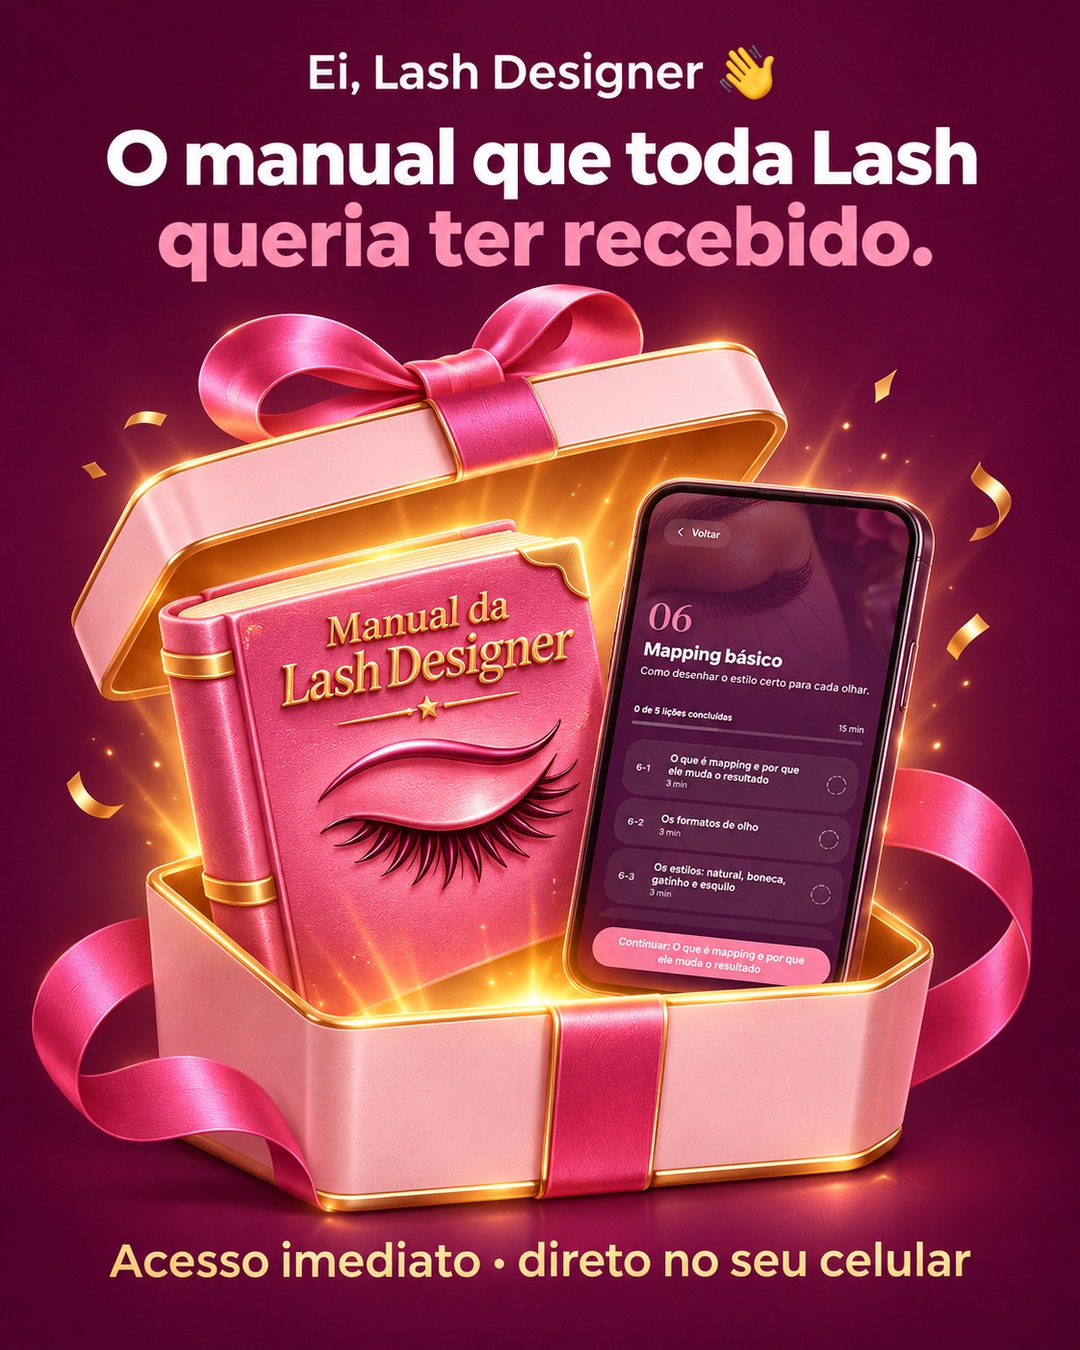 Ei, Lash Designer 👋
O manual que toda Lash
queria ter recebido.
Manual da
Lash Designer
Voltar
06
Mapping básico
Como desenhar o estilo certo para cada olhar.
0 de 5 lições concluídas
15 min
6-1
O que é mapping e por que
ele muda o resultado
3 min
6-2
Os formatos de olho
3 min
6-3
Os estilos: natural, boneca,
gatinho e esquilo
3 min
Continuar: O que é mapping e por que
ele muda o resultado
Acesso imediato • direto no seu celular